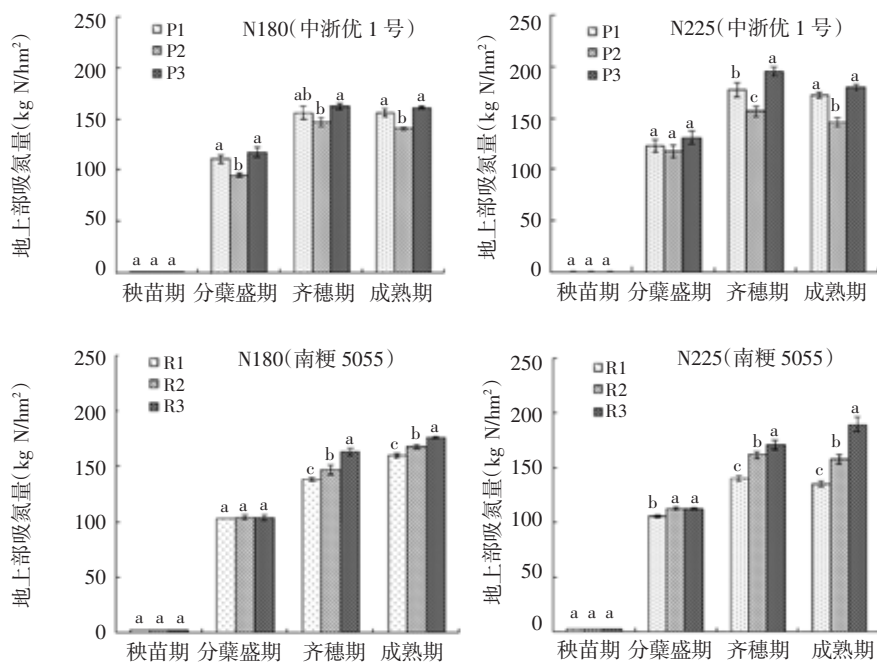 N180(中浙优 1 号)
P1
P2
P3
地上部吸氮量(kg N/hm²)
250
200
150
100
50
0
a a a
a b a
ab b a
a b a
秧苗期 分蘖盛期 齐穗期 成熟期
N225(中浙优 1 号)
P1
P2
P3
地上部吸氮量(kg N/hm²)
250
200
150
100
50
0
a a a
a a a
b c a
a b a
秧苗期 分蘖盛期 齐穗期 成熟期
N180(南粳 5055)
R1
R2
R3
地上部吸氮量(kg N/hm²)
250
200
150
100
50
0
a a a
a a a
c b a
c b a
秧苗期 分蘖盛期 齐穗期 成熟期
N225(南粳 5055)
R1
R2
R3
地上部吸氮量(kg N/hm²)
250
200
150
100
50
0
a a a
b a a
c b a
c b a
秧苗期 分蘖盛期 齐穗期 成熟期